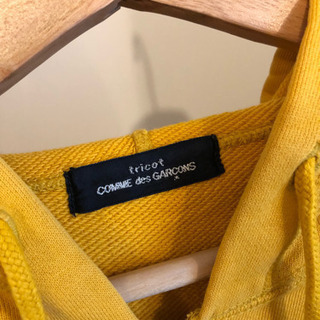 tricot
COMME des GARCONS
*